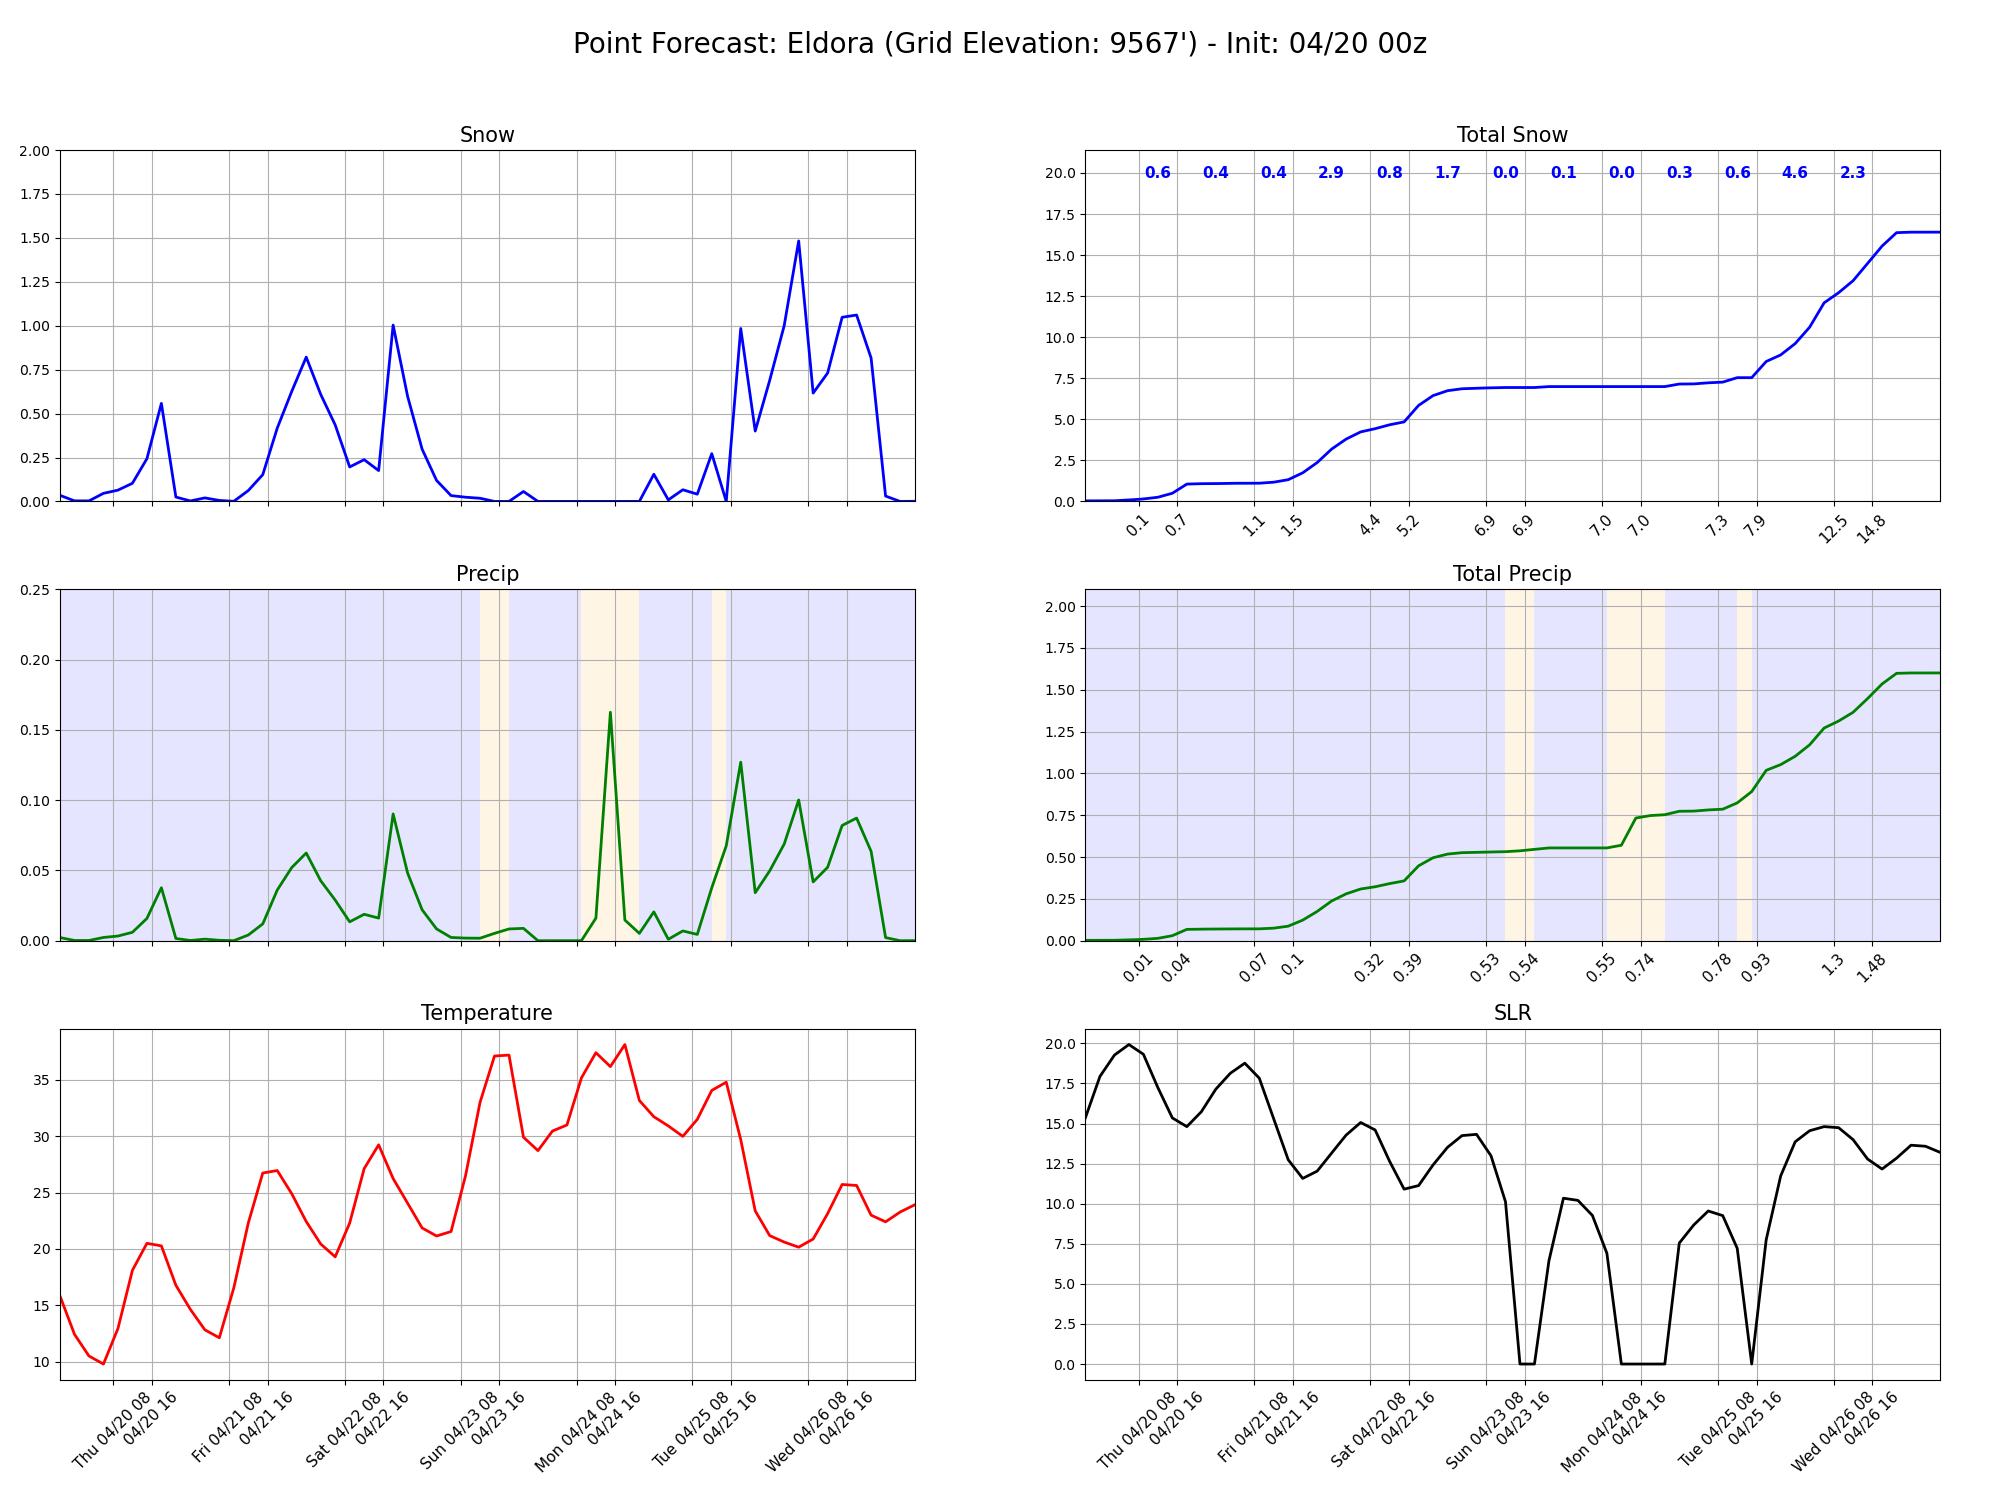 Point Forecast: Eldora (Grid Elevation: 9567') - Init: 04/20 00z
Snow
2.00
1.75
1.50
1.25
1.00
0.75
0.50
0.25
0.00
Total Snow
0.6 0.4 0.4 2.9 0.8 1.7 0.0 0.1 0.0 0.3 0.6 4.6 2.3
20.0
17.5
15.0
12.5
10.0
7.5
5.0
2.5
0.0
0.1 0.7 1.1 1.5 4.4 5.2 6.9 6.9 7.0 7.0 7.3 7.9 12.5 14.8
Precip
0.25
0.20
0.15
0.10
0.05
0.00
Total Precip
2.00
1.75
1.50
1.25
1.00
0.75
0.50
0.25
0.00
0.01 0.04 0.07 0.1 0.32 0.39 0.53 0.54 0.55 0.74 0.78 0.93 1.3 1.48
Temperature
35
30
25
20
15
10
Thu 04/20 08
04/20 16
Fri 04/21 08
04/21 16
Sat 04/22 08
04/22 16
Sun 04/23 08
04/23 16
Mon 04/24 08
04/24 16
Tue 04/25 08
04/25 16
Wed 04/26 08
04/26 16
SLR
20.0
17.5
15.0
12.5
10.0
7.5
5.0
2.5
0.0
Thu 04/20 08
04/20 16
Fri 04/21 08
04/21 16
Sat 04/22 08
04/22 16
Sun 04/23 08
04/23 16
Mon 04/24 08
04/24 16
Tue 04/25 08
04/25 16
Wed 04/26 08
04/26 16